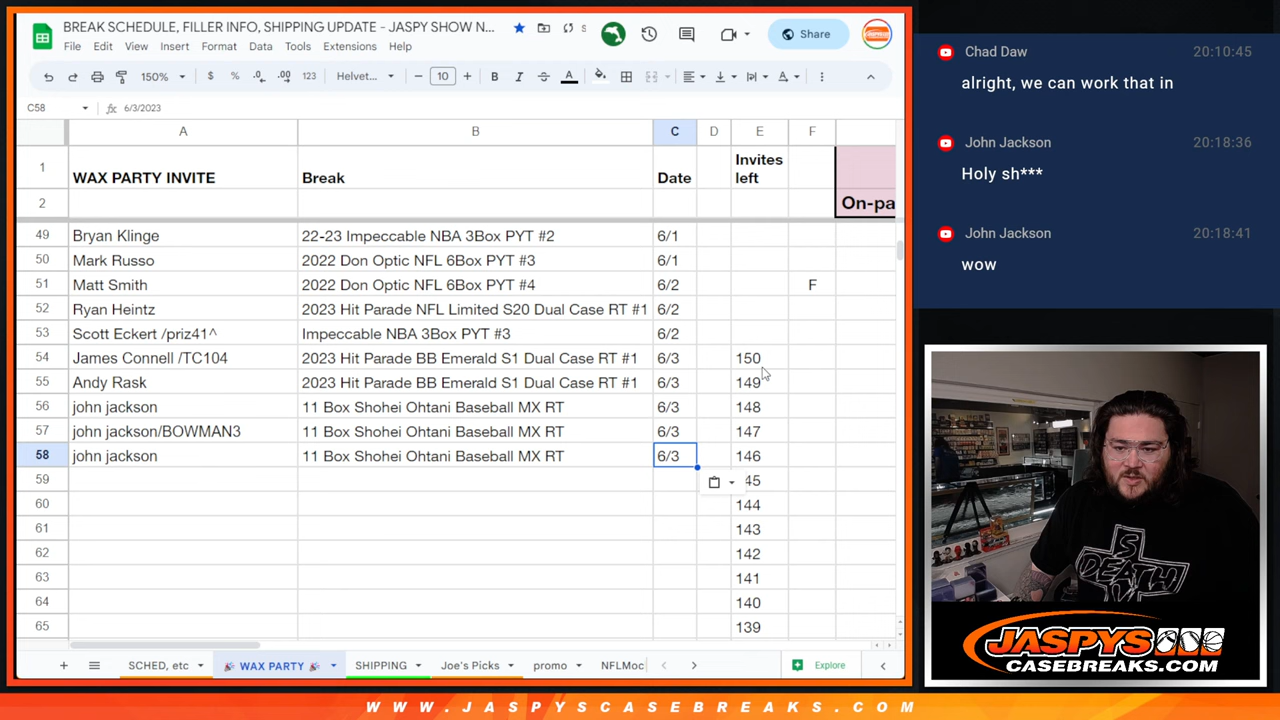 BREAK SCHEDULE, FILLER INFO, SHIPPING UPDATE - JASPY SHOW N...
File Edit View Insert Format Data Tools Extensions Help
Share
150% $ % .0 .00 123 Helvet... 10 B I A
C58 fx 6/3/2023
A B C D E F
1 WAX PARTY INVITE Break Date Invites left
2 On-pa
49 Bryan Klinge 22-23 Impeccable NBA 3Box PYT #2 6/1
50 Mark Russo 2022 Don Optic NFL 6Box PYT #3 6/1
51 Matt Smith 2022 Don Optic NFL 6Box PYT #4 6/2 F
52 Ryan Heintz 2023 Hit Parade NFL Limited S20 Dual Case RT #1 6/2
53 Scott Eckert /priz41^ Impeccable NBA 3Box PYT #3 6/2
54 James Connell /TC104 2023 Hit Parade BB Emerald S1 Dual Case RT #1 6/3 150
55 Andy Rask 2023 Hit Parade BB Emerald S1 Dual Case RT #1 6/3 149
56 john jackson 11 Box Shohei Ohtani Baseball MX RT 6/3 148
57 john jackson/BOWMAN3 11 Box Shohei Ohtani Baseball MX RT 6/3 147
58 john jackson 11 Box Shohei Ohtani Baseball MX RT 6/3 146
59 45
60 144
61 143
62 142
63 141
64 140
65 139
SCHED, etc WAX PARTY SHIPPING Joe's Picks promo NFLMoc Explore
Chad Daw 20:10:45
alright, we can work that in
John Jackson 20:18:36
Holy sh***
John Jackson 20:18:41
wow
DEATH
JASPYS
CASEBREAKS.COM
WWW.JASPYSCASEBREAKS.COM